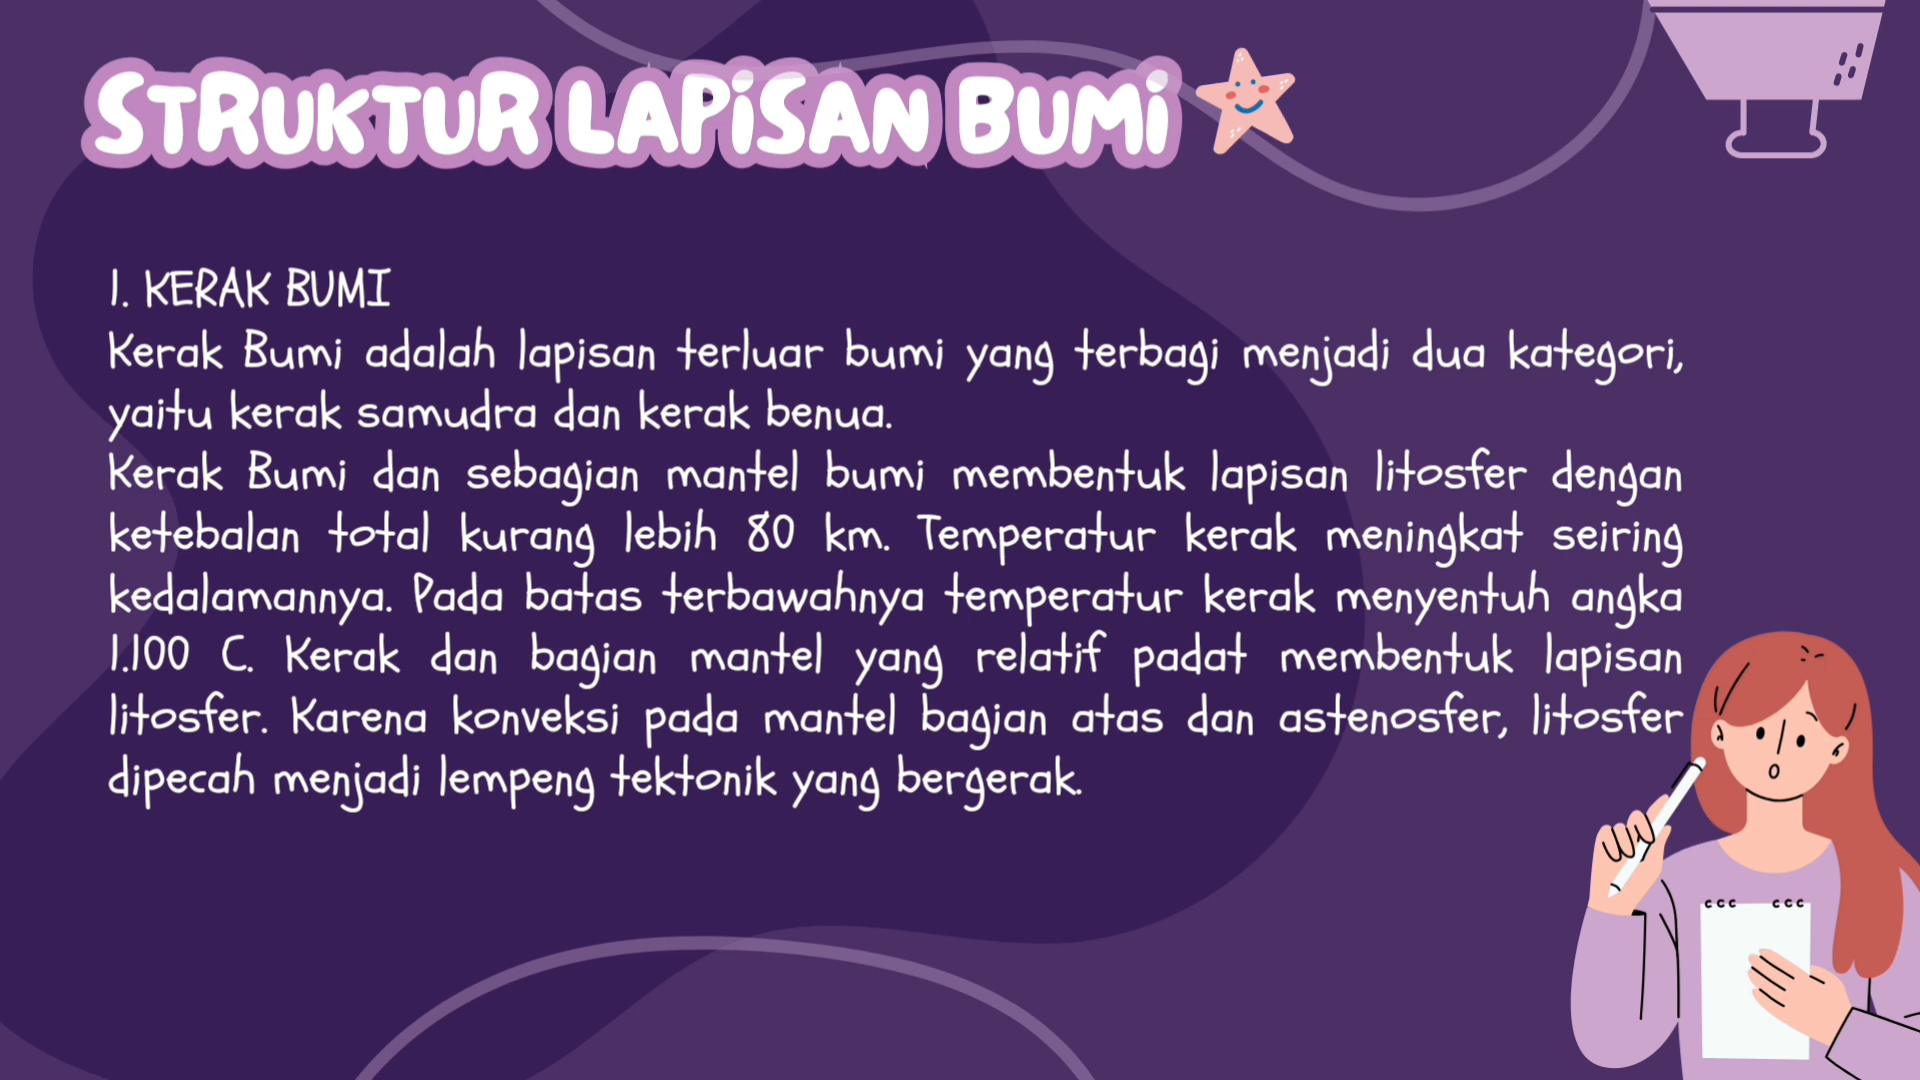 STRUKTUR LAPISAN BUMI
1. KERAK BUMI
Kerak Bumi adalah lapisan terluar bumi yang terbagi menjadi dua kategori,
yaitu kerak samudra dan kerak benua.
Kerak Bumi dan sebagian mantel bumi membentuk lapisan litosfer dengan
ketebalan total kurang lebih 80 km. Temperatur kerak meningkat seiring
kedalamannya. Pada batas terbawahnya temperatur kerak menyentuh angka
1.100 C. Kerak dan bagian mantel yang relatif padat membentuk lapisan
litosfer. Karena konveksi pada mantel bagian atas dan astenosfer, litosfer
dipecah menjadi lempeng tektonik yang bergerak.